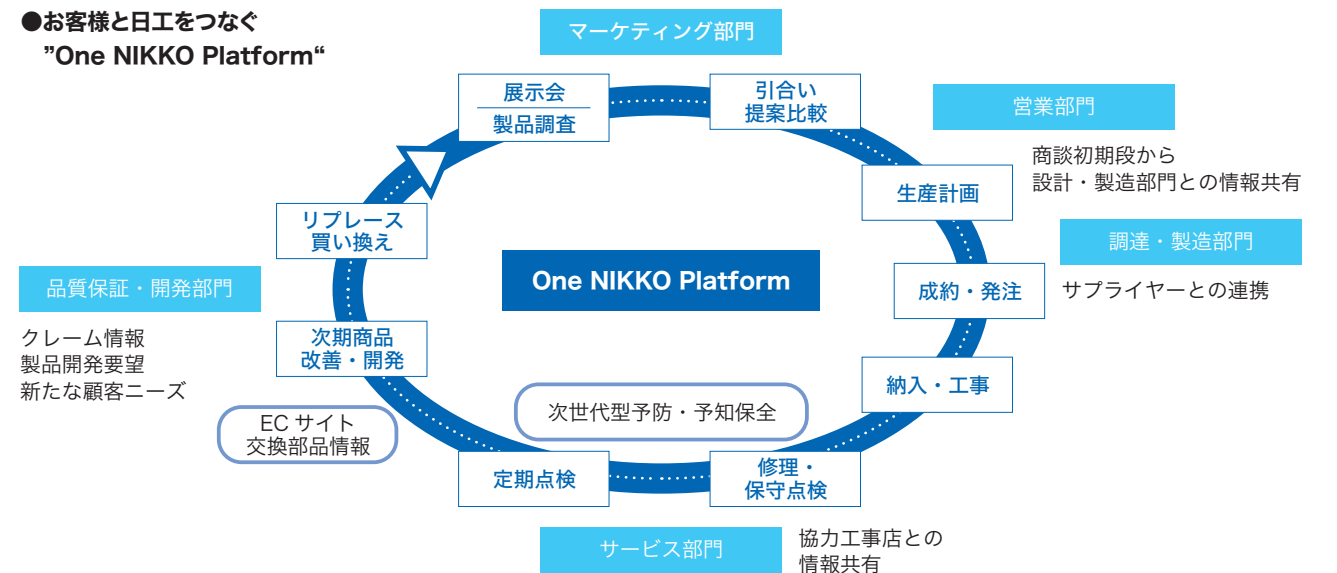 ●お客様と日工をつなぐ
”One NIKKO Platform“
マーケティング部門
展示会
製品調査
引合い
提案比較
営業部門
商談初期段から
設計・製造部門との情報共有
生産計画
調達・製造部門
サプライヤーとの連携
成約・発注
One NIKKO Platform
リプレース
買い換え
品質保証・開発部門
クレーム情報
製品開発要望
新たな顧客ニーズ
次期商品
改善・開発
納入・工事
次世代型予防・予知保全
EC サイト
交換部品情報
定期点検
修理・
保守点検
サービス部門
協力工事店との
情報共有